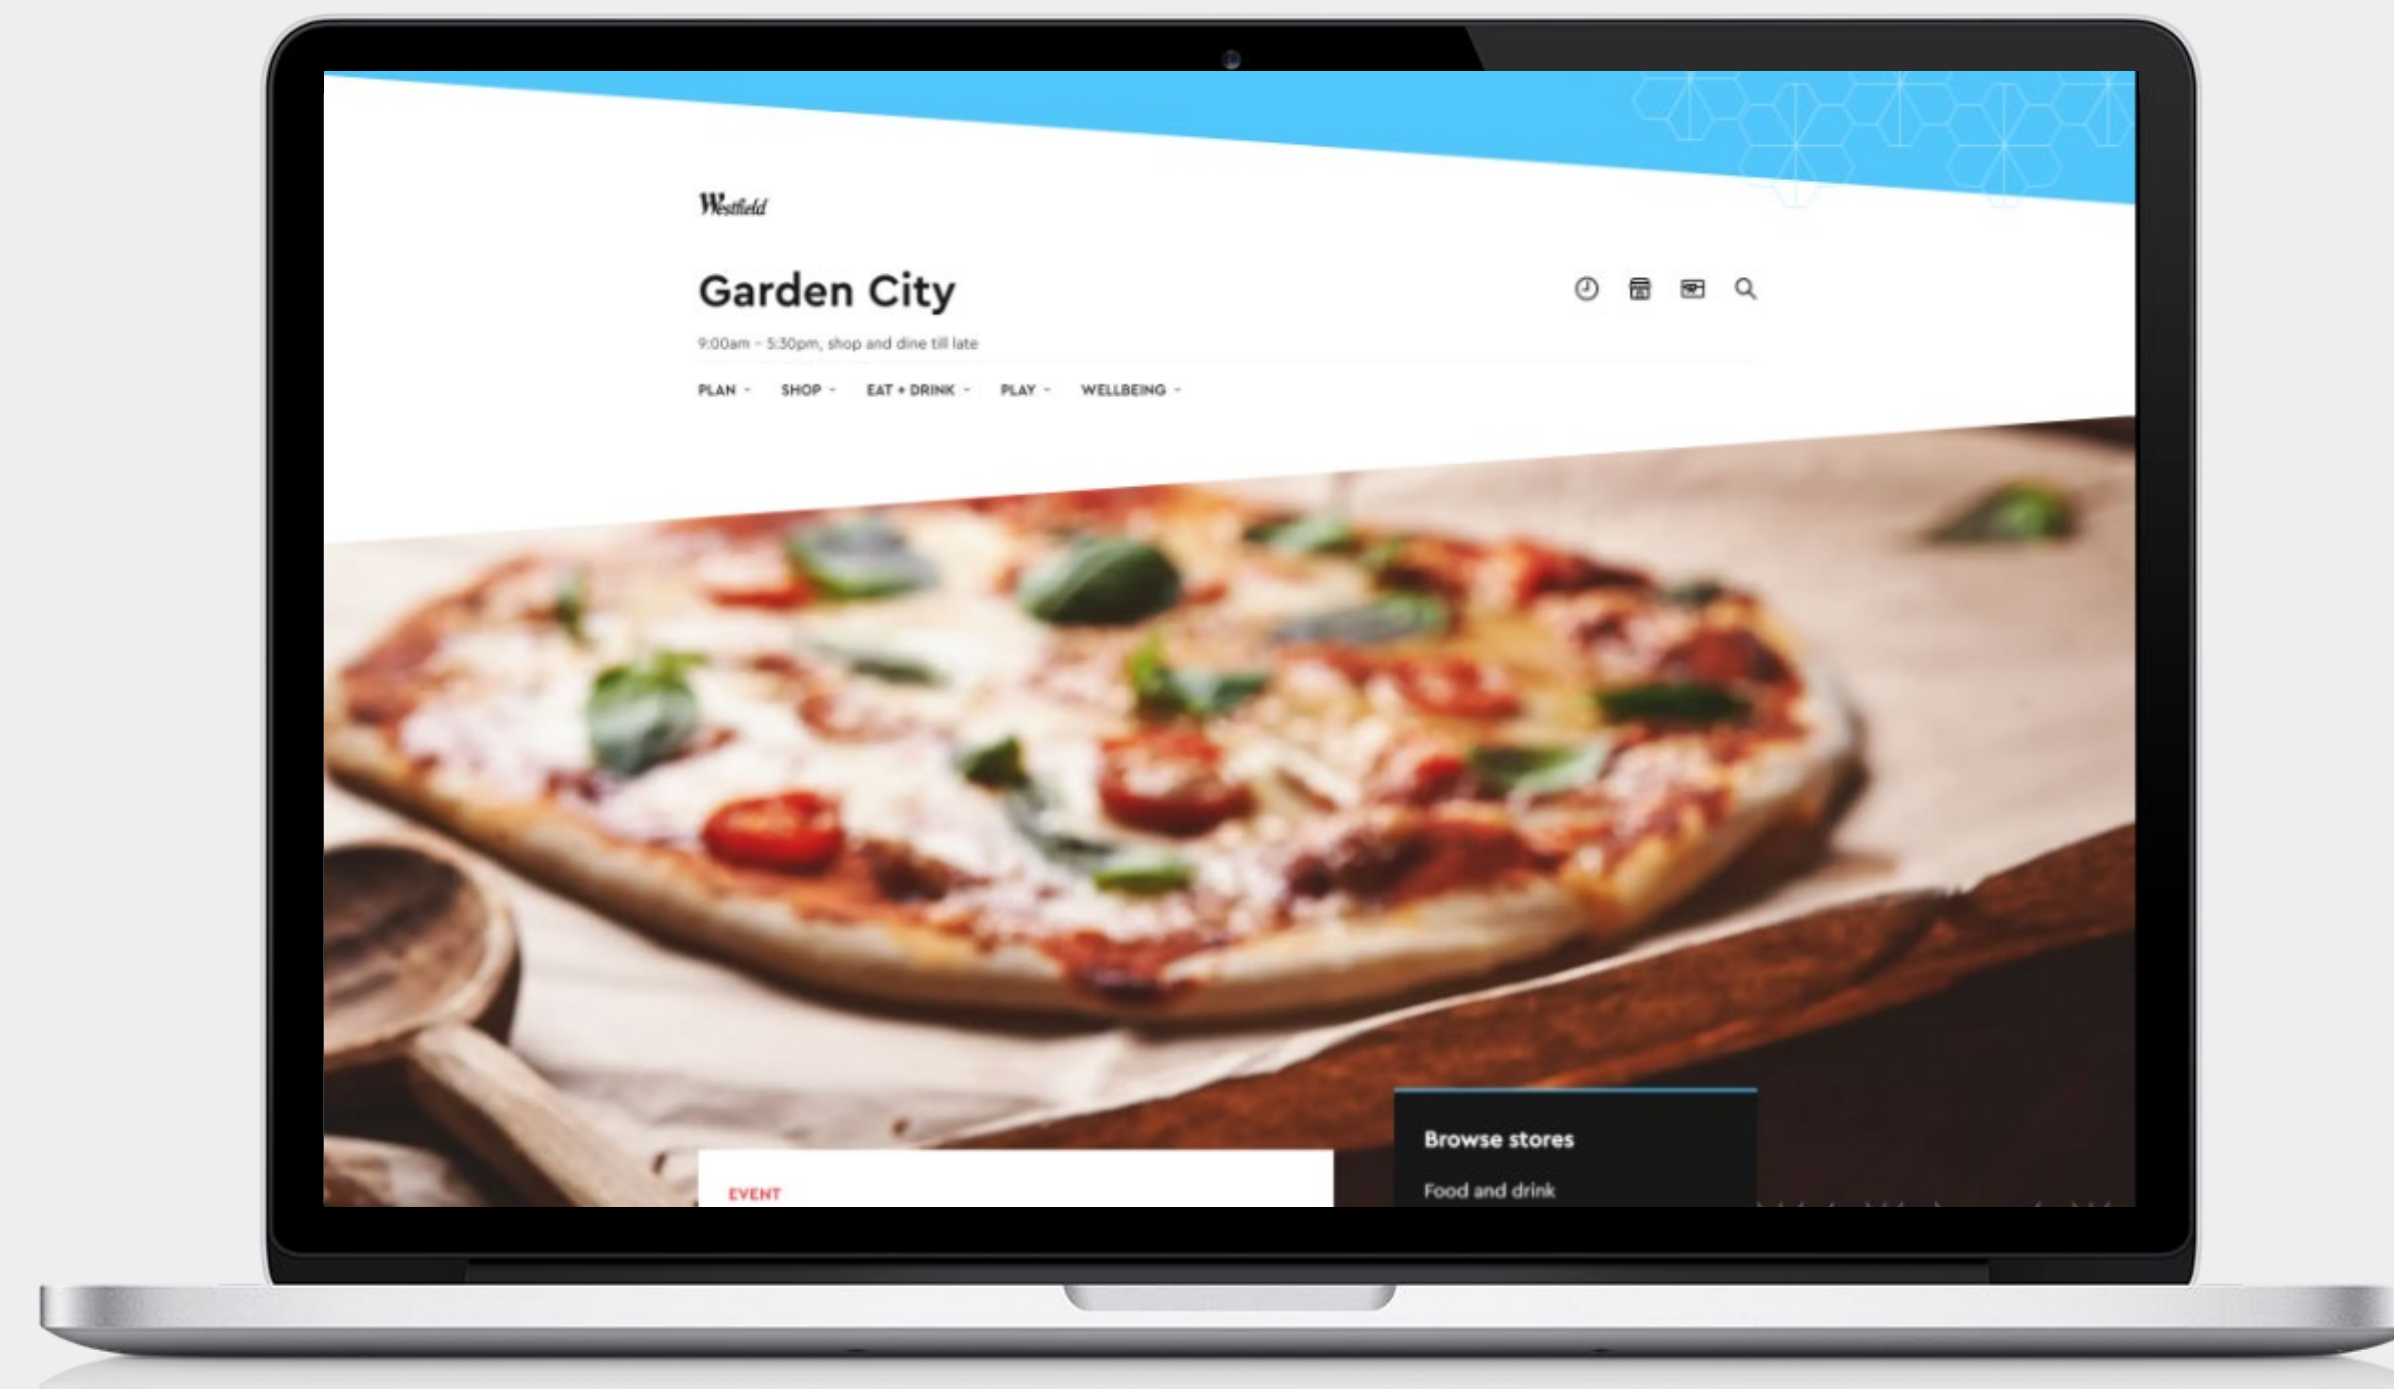 Westfield
Garden City
9:00am - 5:30pm, shop and dine till late
PLAN SHOP EAT + DRINK PLAY WELLBEING
EVENT
Browse stores
Food and drink